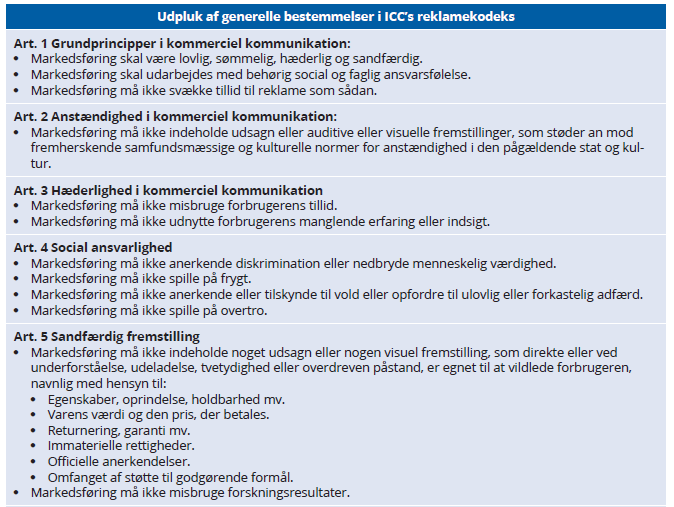 Udpluk af generelle bestemmelser i ICC's reklamekodeks
Art. 1 Grundprincipper i kommerciel kommunikation:
• Markedsføring skal være lovlig, sømmelig, hæderlig og sandfærdig.
• Markedsføring skal udarbejdes med behørig social og faglig ansvarsfølelse.
• Markedsføring må ikke svække tillid til reklame som sådan.
Art. 2 Anstændighed i kommerciel kommunikation:
• Markedsføring må ikke indeholde udsagn eller auditive eller visuelle fremstillinger, som støder an mod
fremherskende samfundsmæssige og kulturelle normer for anstændighed i den pågældende stat og kul-
tur.
Art. 3 Hæderlighed i kommerciel kommunikation
• Markedsføring må ikke misbruge forbrugerens tillid.
• Markedsføring må ikke udnytte forbrugerens manglende erfaring eller indsigt.
Art. 4 Social ansvarlighed
• Markedsføring må ikke anerkende diskrimination eller nedbryde menneskelig værdighed.
• Markedsføring må ikke spille på frygt.
• Markedsføring må ikke anerkende eller tilskynde til vold eller opfordre til ulovlig eller forkastelig adfærd.
• Markedsføring må ikke spille på overtro.
Art. 5 Sandfærdig fremstilling
• Markedsføring må ikke indeholde noget udsagn eller nogen visuel fremstilling, som direkte eller ved
underforståelse, udeladelse, tvetydighed eller overdreven påstand, er egnet til at vildlede forbrugeren,
navnlig med hensyn til:
• Egenskaber, oprindelse, holdbarhed mv.
• Varens værdi og den pris, der betales.
• Returnering, garanti mv.
• Immaterielle rettigheder.
• Officielle anerkendelser.
• Omfanget af støtte til godgørende formål.
• Markedsføring må ikke misbruge forskningsresultater.